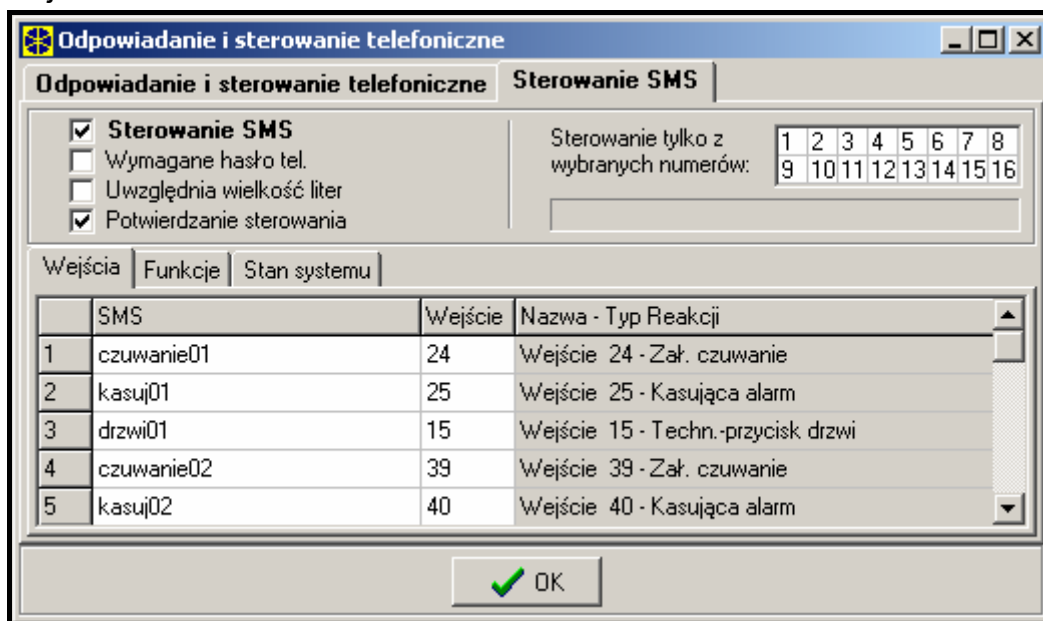 Odpowiadanie i sterowanie telefoniczne
Odpowiadanie i sterowanie telefoniczne Sterowanie SMS
Sterowanie SMS
Wymagane hasło tel.
Uwzględnia wielkość liter
Potwierdzanie sterowania
Sterowanie tylko z
wybranych numerów:
1 2 3 4 5 6 7 8
9 10 11 12 13 14 15 16
Wejścia Funkcje Stan systemu
SMS Wejście Nazwa - Typ Reakcji
1 czuwanie01 24 Wejście 24 - Zał. czuwanie
2 kasuj01 25 Wejście 25 - Kasująca alarm
3 drzwi01 15 Wejście 15 - Techn.-przycisk drzwi
4 czuwanie02 39 Wejście 39 - Zał. czuwanie
5 kasuj02 40 Wejście 40 - Kasująca alarm
OK